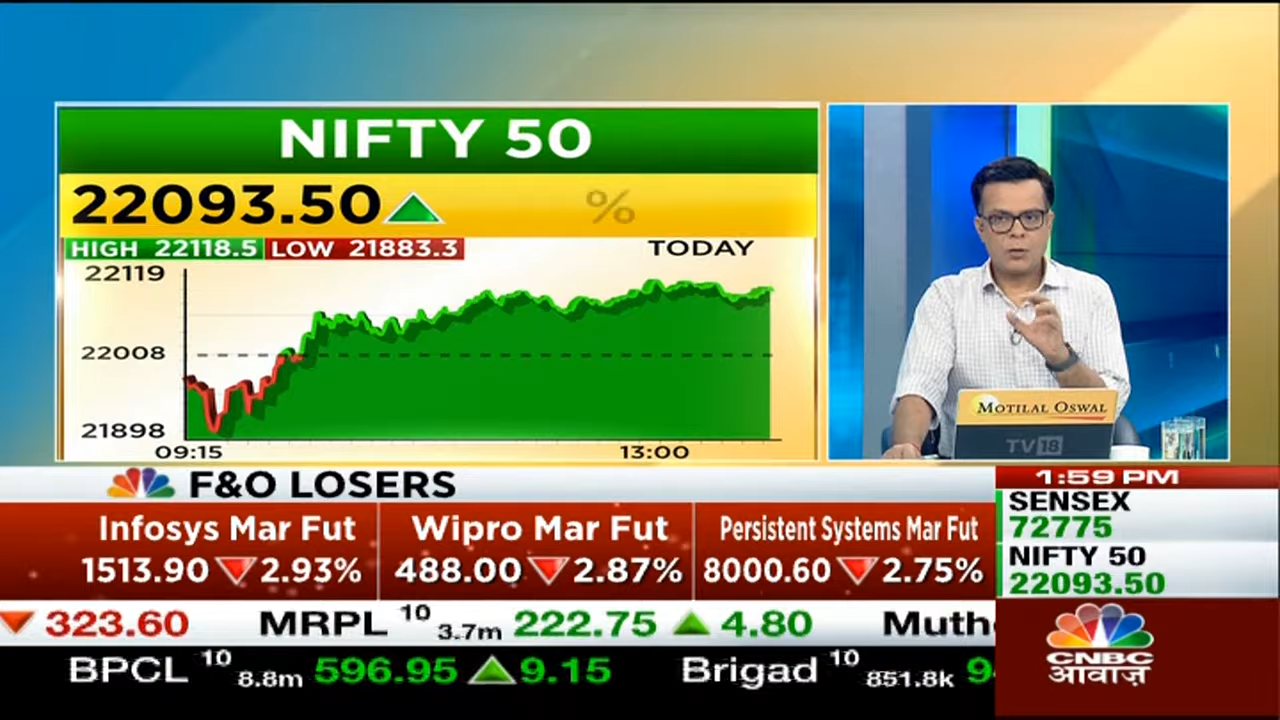 NIFTY 50
22093.50 %
HIGH 22118.5 LOW 21883.3 TODAY
22119
22008
21898
09:15 13:00
MOTILAL OSWAL
TV18
F&O LOSERS
Infosys Mar Fut
1513.90 2.93%
Wipro Mar Fut
488.00 2.87%
Persistent Systems Mar Fut
8000.60 2.75%
1:59 PM
SENSEX
72775
NIFTY 50
22093.50
323.60 MRPL 10 3.7m 222.75 4.80
BPCL 10 8.8m 596.95 9.15 Brigad 10 851.8k
CNBC
आवाज़